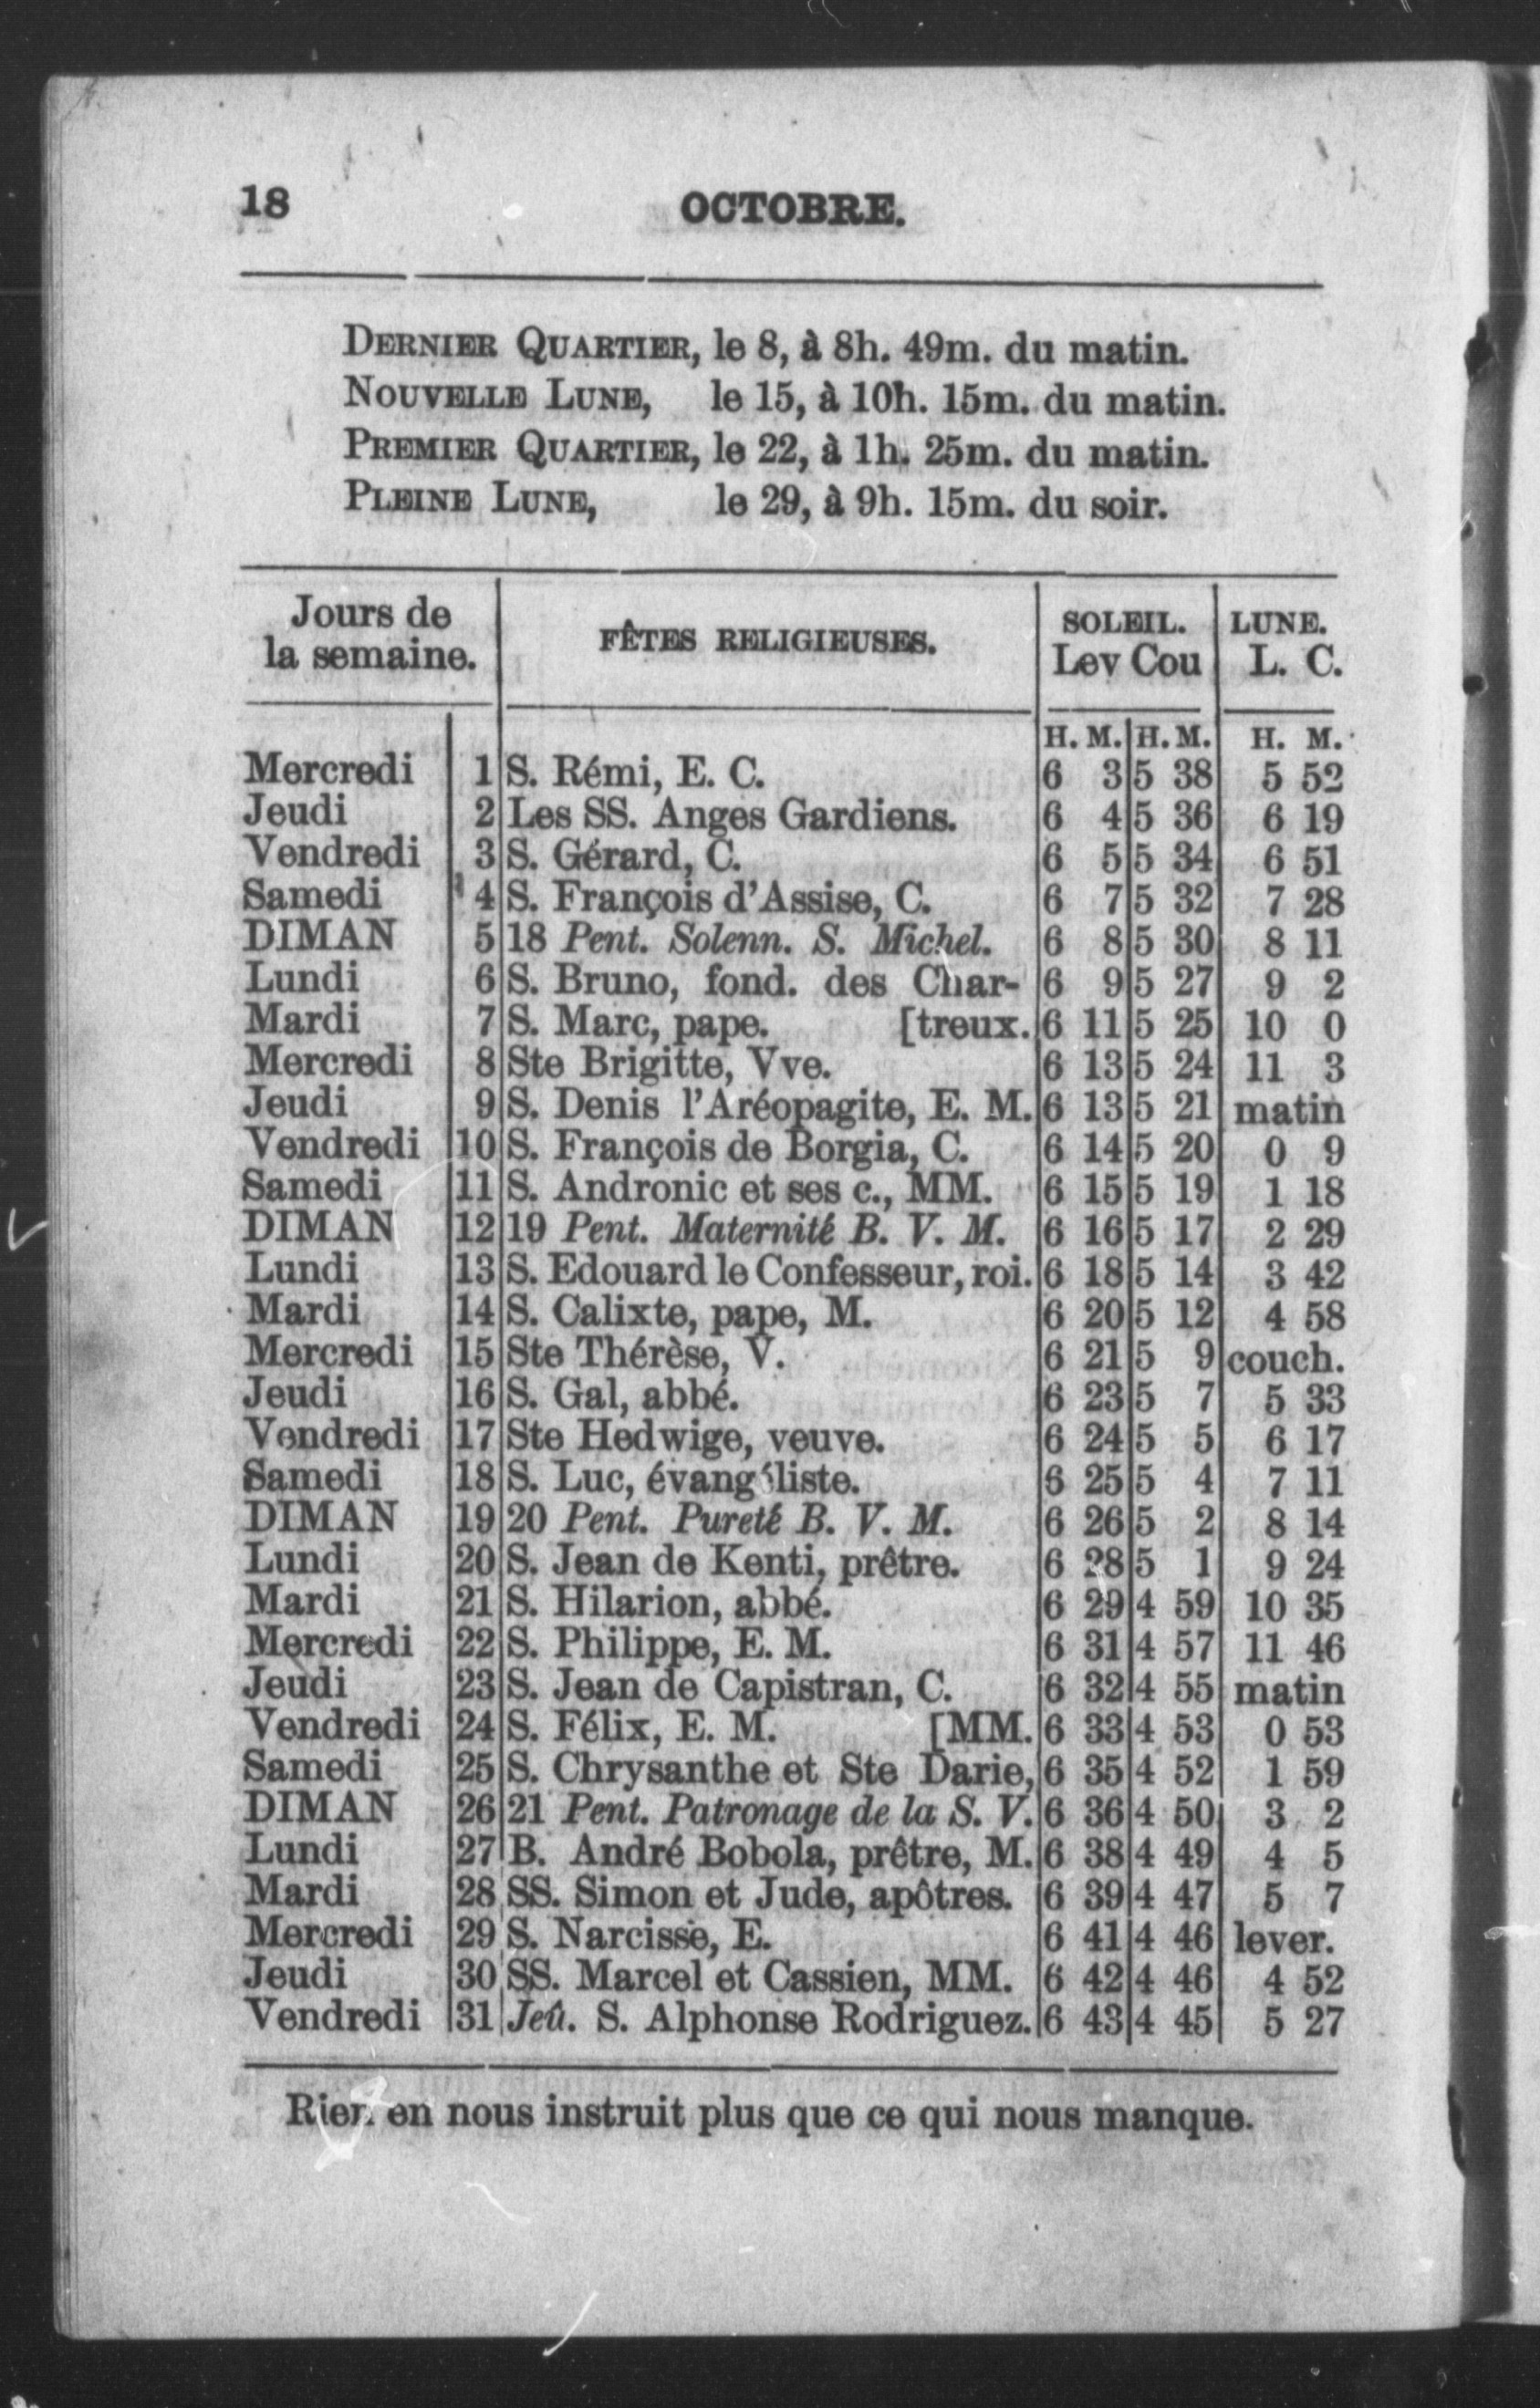 18 OCTOBRE.
DERNIER QUARTIER, le 8, à 8h. 49m. du matin.
NOUVELLE LUNE, le 15, à 10h. 15m. du matin.
PREMIER QUARTIER, le 22, à 1h. 25m. du matin.
PLEINE LUNE, le 29, à 9h. 15m. du soir.
Jours de la semaine. FÊTES RELIGIEUSES. SOLEIL. Lev Cou LUNE. L. C.
H. M. H. M. H. M.
Mercredi 1 S. Rémi, E. C. 6 3 5 38 5 52
Jeudi 2 Les SS. Anges Gardiens. 6 4 5 36 6 19
Vendredi 3 S. Gérard, C. 6 5 5 34 6 51
Samedi 4 S. François d'Assise, C. 6 7 5 32 7 28
DIMAN 5 18 Pent. Solenn. S. Michel. 6 8 5 30 8 11
Lundi 6 S. Bruno, fond. des Char- 6 9 5 27 9 2
Mardi 7 S. Marc, pape. [treux. 6 11 5 25 10 0
Mercredi 8 Ste Brigitte, Vve. 6 13 5 24 11 3
Jeudi 9 S. Denis l'Aréopagite, E. M. 6 13 5 21 matin
Vendredi 10 S. François de Borgia, C. 6 14 5 20 0 9
Samedi 11 S. Andronic et ses c., MM. 6 15 5 19 1 18
DIMAN 12 19 Pent. Maternité B. V. M. 6 16 5 17 2 29
Lundi 13 S. Edouard le Confesseur, roi. 6 18 5 14 3 42
Mardi 14 S. Calixte, pape, M. 6 20 5 12 4 58
Mercredi 15 Ste Thérèse, V. 6 21 5 9 couch.
Jeudi 16 S. Gal, abbé. 6 23 5 7 5 33
Vendredi 17 Ste Hedwige, veuve. 6 24 5 5 6 17
Samedi 18 S. Luc, évangéliste. 6 25 5 4 7 11
DIMAN 19 20 Pent. Pureté B. V. M. 6 26 5 2 8 14
Lundi 20 S. Jean de Kenti, prêtre. 6 28 5 1 9 24
Mardi 21 S. Hilarion, abbé. 6 29 4 59 10 35
Mercredi 22 S. Philippe, E. M. 6 31 4 57 11 46
Jeudi 23 S. Jean de Capistran, C. 6 32 4 55 matin
Vendredi 24 S. Félix, E. M. [MM. 6 33 4 53 0 53
Samedi 25 S. Chrysanthe et Ste Darie, 6 35 4 52 1 59
DIMAN 26 21 Pent. Patronage de la S. V. 6 36 4 50 3 2
Lundi 27 B. André Bobola, prêtre, M. 6 38 4 49 4 5
Mardi 28 SS. Simon et Jude, apôtres. 6 39 4 47 5 7
Mercredi 29 S. Narcisse, E. 6 41 4 46 lever.
Jeudi 30 SS. Marcel et Cassien, MM. 6 42 4 46 4 52
Vendredi 31 Jeû. S. Alphonse Rodriguez. 6 43 4 45 5 27
Rien en nous instruit plus que ce qui nous manque.